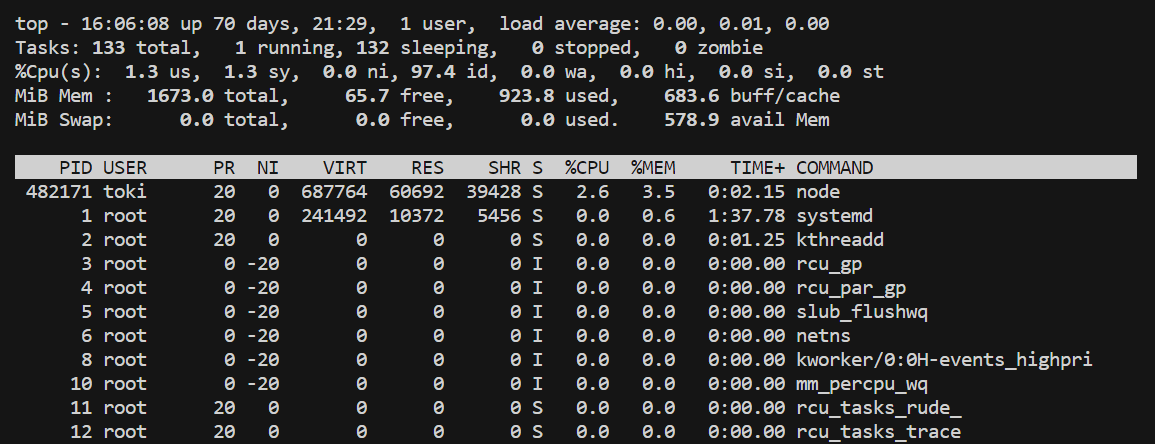 top - 16:06:08 up 70 days, 21:29,  1 user,  load average: 0.00, 0.01, 0.00
Tasks: 133 total,   1 running, 132 sleeping,   0 stopped,   0 zombie
%Cpu(s):  1.3 us,  1.3 sy,  0.0 ni, 97.4 id,  0.0 wa,  0.0 hi,  0.0 si,  0.0 st
MiB Mem :   1673.0 total,     65.7 free,    923.8 used,    683.6 buff/cache
MiB Swap:      0.0 total,      0.0 free,      0.0 used.    578.9 avail Mem
    PID USER      PR  NI    VIRT    RES    SHR S  %CPU  %MEM     TIME+ COMMAND
 482171 toki      20   0  687764  60692  39428 S   2.6   3.5   0:02.15 node
      1 root      20   0  241492  10372   5456 S   0.0   0.6   1:37.78 systemd
      2 root      20   0       0      0      0 S   0.0   0.0   0:01.25 kthreadd
      3 root       0 -20       0      0      0 I   0.0   0.0   0:00.00 rcu_gp
      4 root       0 -20       0      0      0 I   0.0   0.0   0:00.00 rcu_par_gp
      5 root       0 -20       0      0      0 I   0.0   0.0   0:00.00 slub_flushwq
      6 root       0 -20       0      0      0 I   0.0   0.0   0:00.00 netns
      8 root       0 -20       0      0      0 I   0.0   0.0   0:00.00 kworker/0:0H-events_highpri
     10 root       0 -20       0      0      0 I   0.0   0.0   0:00.00 mm_percpu_wq
     11 root      20   0       0      0      0 S   0.0   0.0   0:00.00 rcu_tasks_rude_
     12 root      20   0       0      0      0 S   0.0   0.0   0:00.00 rcu_tasks_trace